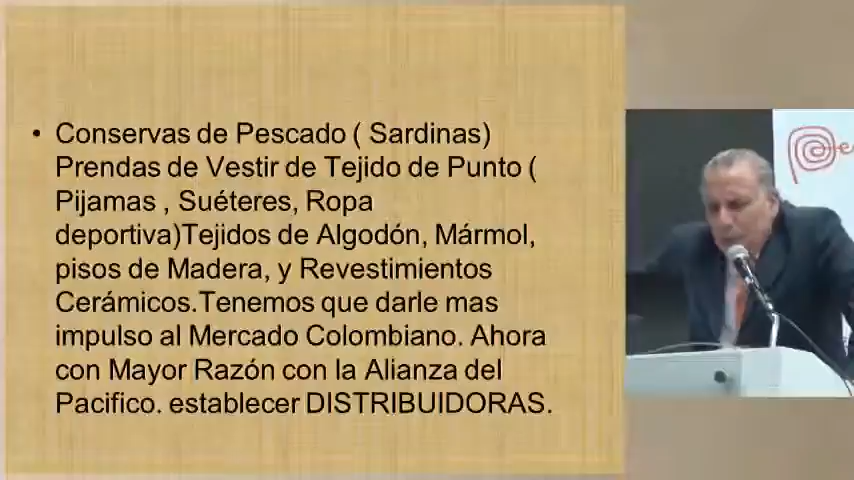 • Conservas de Pescado ( Sardinas)
Prendas de Vestir de Tejido de Punto (
Pijamas , Suéteres, Ropa
deportiva)Tejidos de Algodón, Mármol,
pisos de Madera, y Revestimientos
Cerámicos.Tenemos que darle mas
impulso al Mercado Colombiano. Ahora
con Mayor Razón con la Alianza del
Pacifico. establecer DISTRIBUIDORAS.